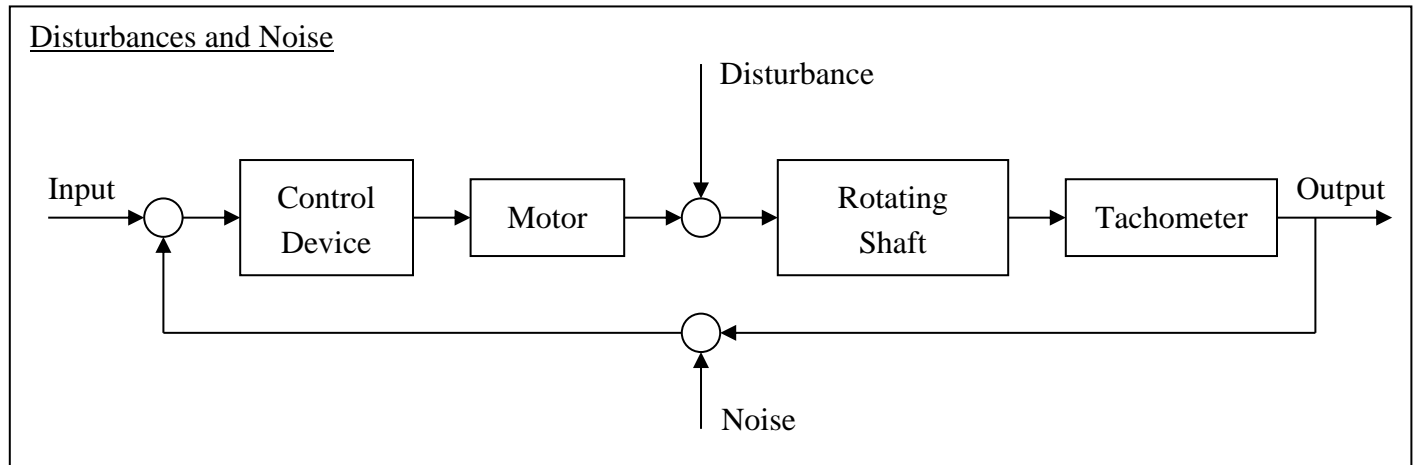 Disturbances and Noise
Disturbance
Input
Control
Device
Motor
Rotating
Shaft
Tachometer
Output
Noise